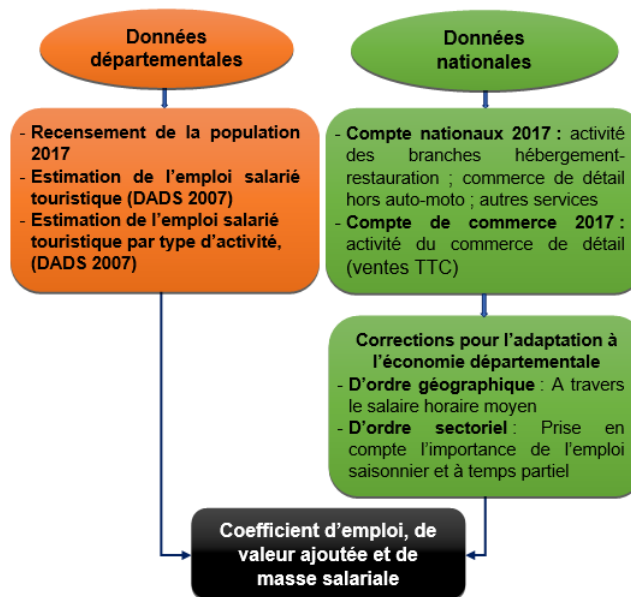 Données
départementales
- Recensement de la population
2017
- Estimation de l'emploi salarié
touristique (DADS 2007)
- Estimation de l'emploi salarié
touristique par type d'activité,
(DADS 2007)
Données
nationales
- Compte nationaux 2017 : activité
des branches hébergement-
restauration ; commerce de détail
hors auto-moto ; autres services
- Compte de commerce 2017 :
activité du commerce de détail
(ventes TTC)
Corrections pour l'adaptation à
l'économie départementale
- D'ordre géographique : A travers
le salaire horaire moyen
- D'ordre sectoriel : Prise en
compte l'importance de l'emploi
saisonnier et à temps partiel
Coefficient d'emploi, de
valeur ajoutée et de
masse salariale